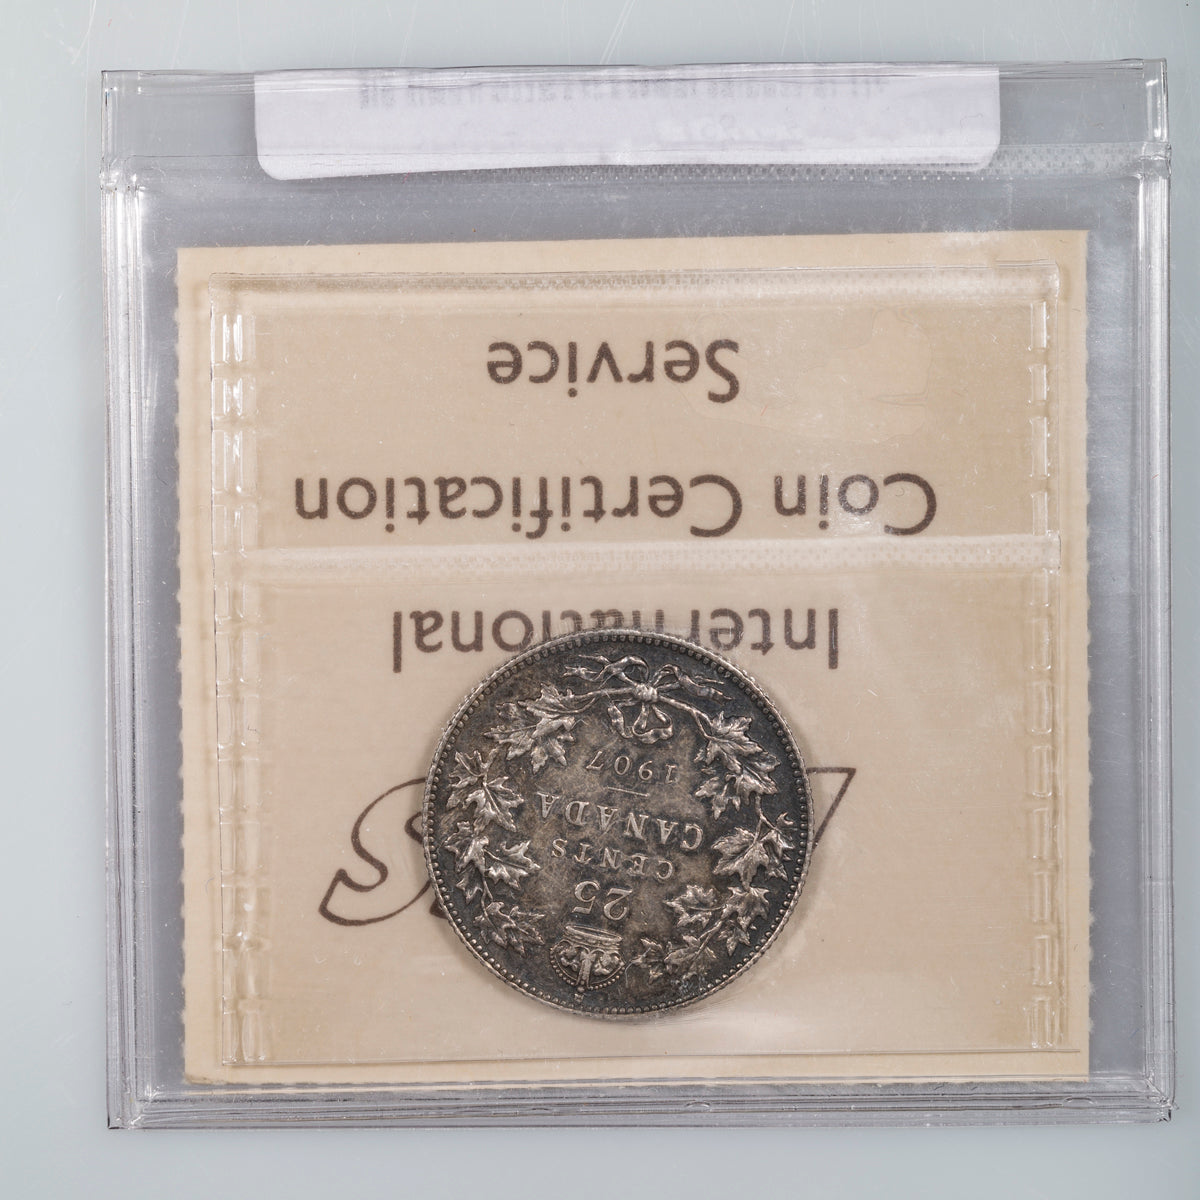 International
Coin Certification
Service
25
CENTS
CANADA
1907